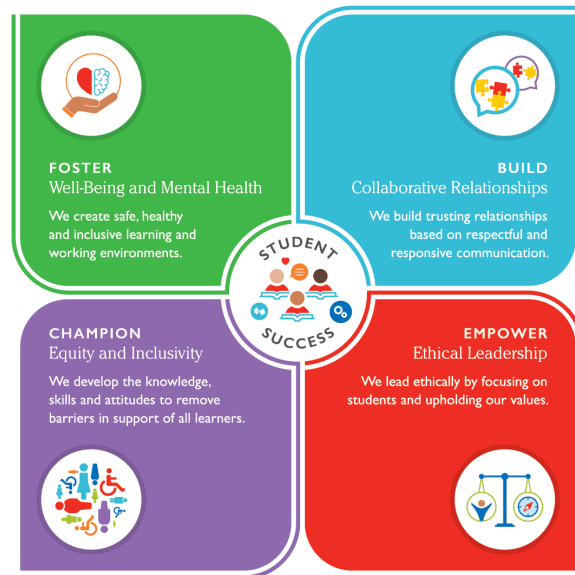 FOSTER
Well-Being and Mental Health
We create safe, healthy
and inclusive learning and
working environments.
BUILD
Collaborative Relationships
We build trusting relationships
based on respectful and
responsive communication.
STUDENT
SUCCESS
CHAMPION
Equity and Inclusivity
We develop the knowledge,
skills and attitudes to remove
barriers in support of all learners.
EMPOWER
Ethical Leadership
We lead ethically by focusing on
students and upholding our values.